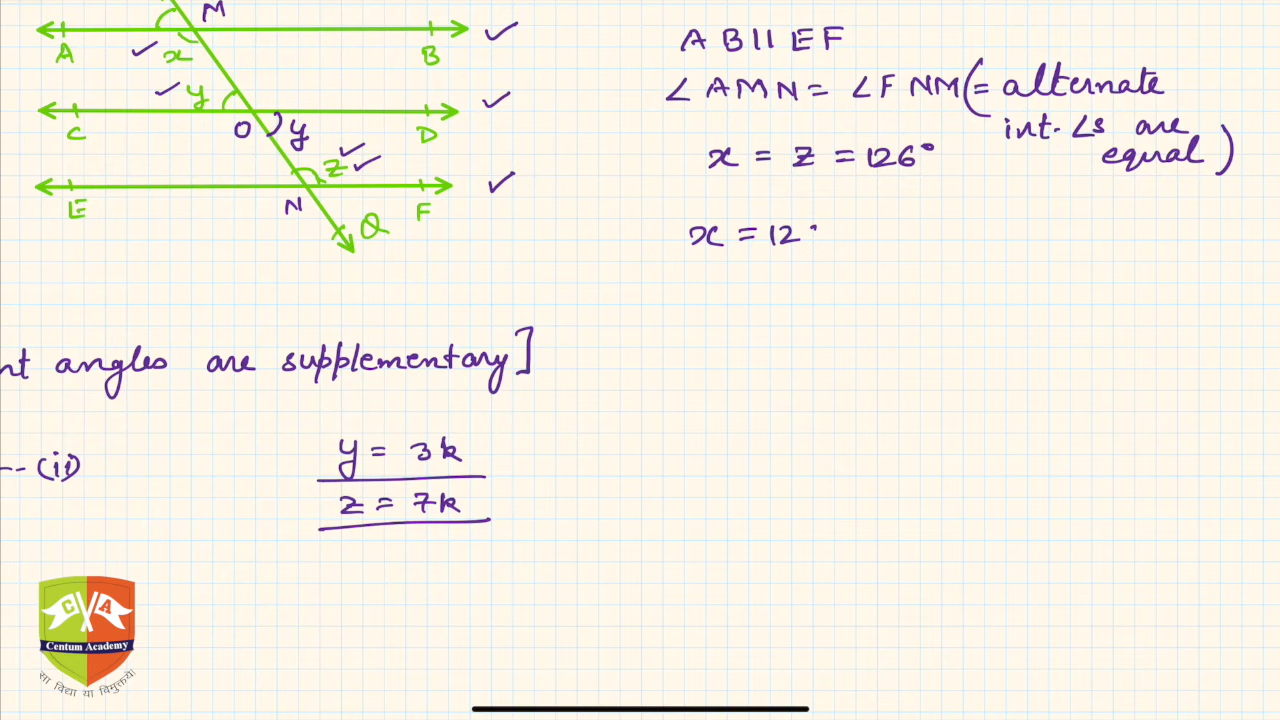 M
A
x
B
y
C
O
y
D
z
E
N
F
Q
AB || EF
∠AMN = ∠FNM (= alternate
int. ∠s are
equal)
x = z = 126°
x = 12
nt angles are supplementary]
-- (ii)
y = 3k
z = 7k
C A
Centum Academy
सा विद्या या विमुक्तये।